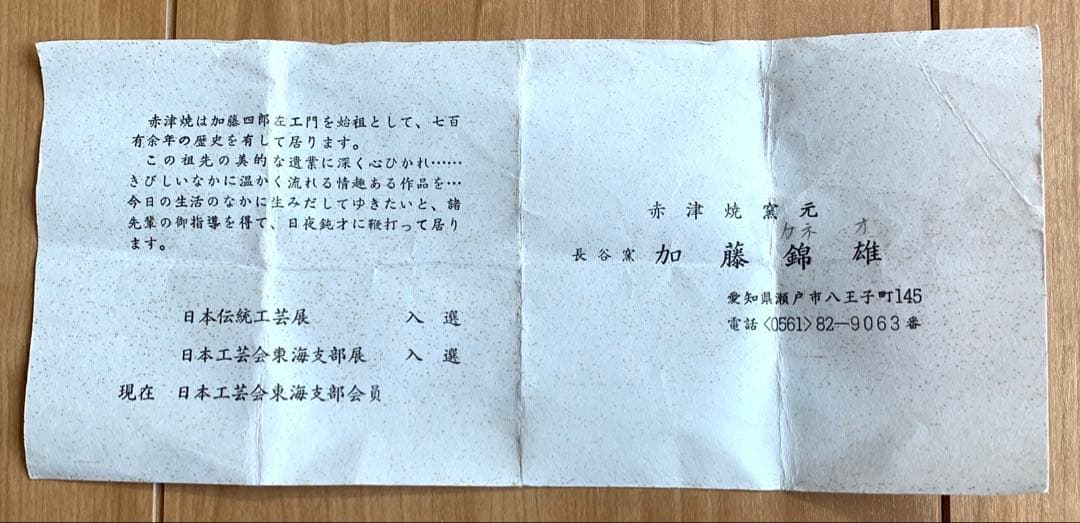 赤津焼は加藤四郎左エ門を始祖として、七百
有余年の歴史を有して居ります。
この祖先の美的な遺業に深く心ひかれ……
きびしいなかに温かく流れる情趣ある作品を…
今日の生活のなかに生みだしてゆきたいと、諸
先輩の御指導を得て、日夜鈍才に鞭打って居り
ます。
日本伝統工芸展 入選
日本工芸会東海支部展 入選
現在 日本工芸会東海支部会員
赤津焼窯元
カネオ
長谷窯 加藤錦雄
愛知県瀬戸市八王子町145
電話〈0561〉82―9063番